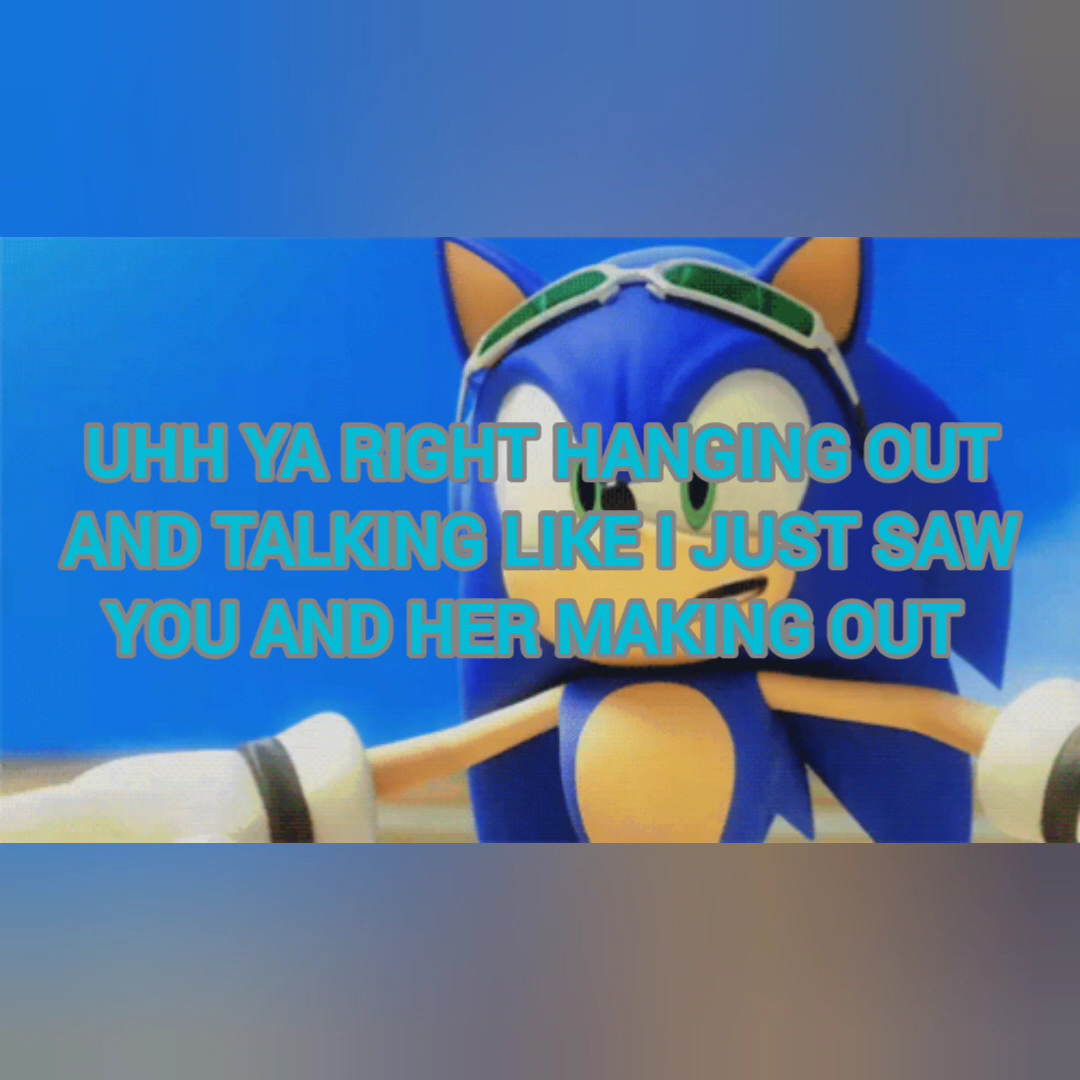 UHH YA RIGHT HANGING OUT
AND TALKING LIKE I JUST SAW
YOU AND HER MAKING OUT